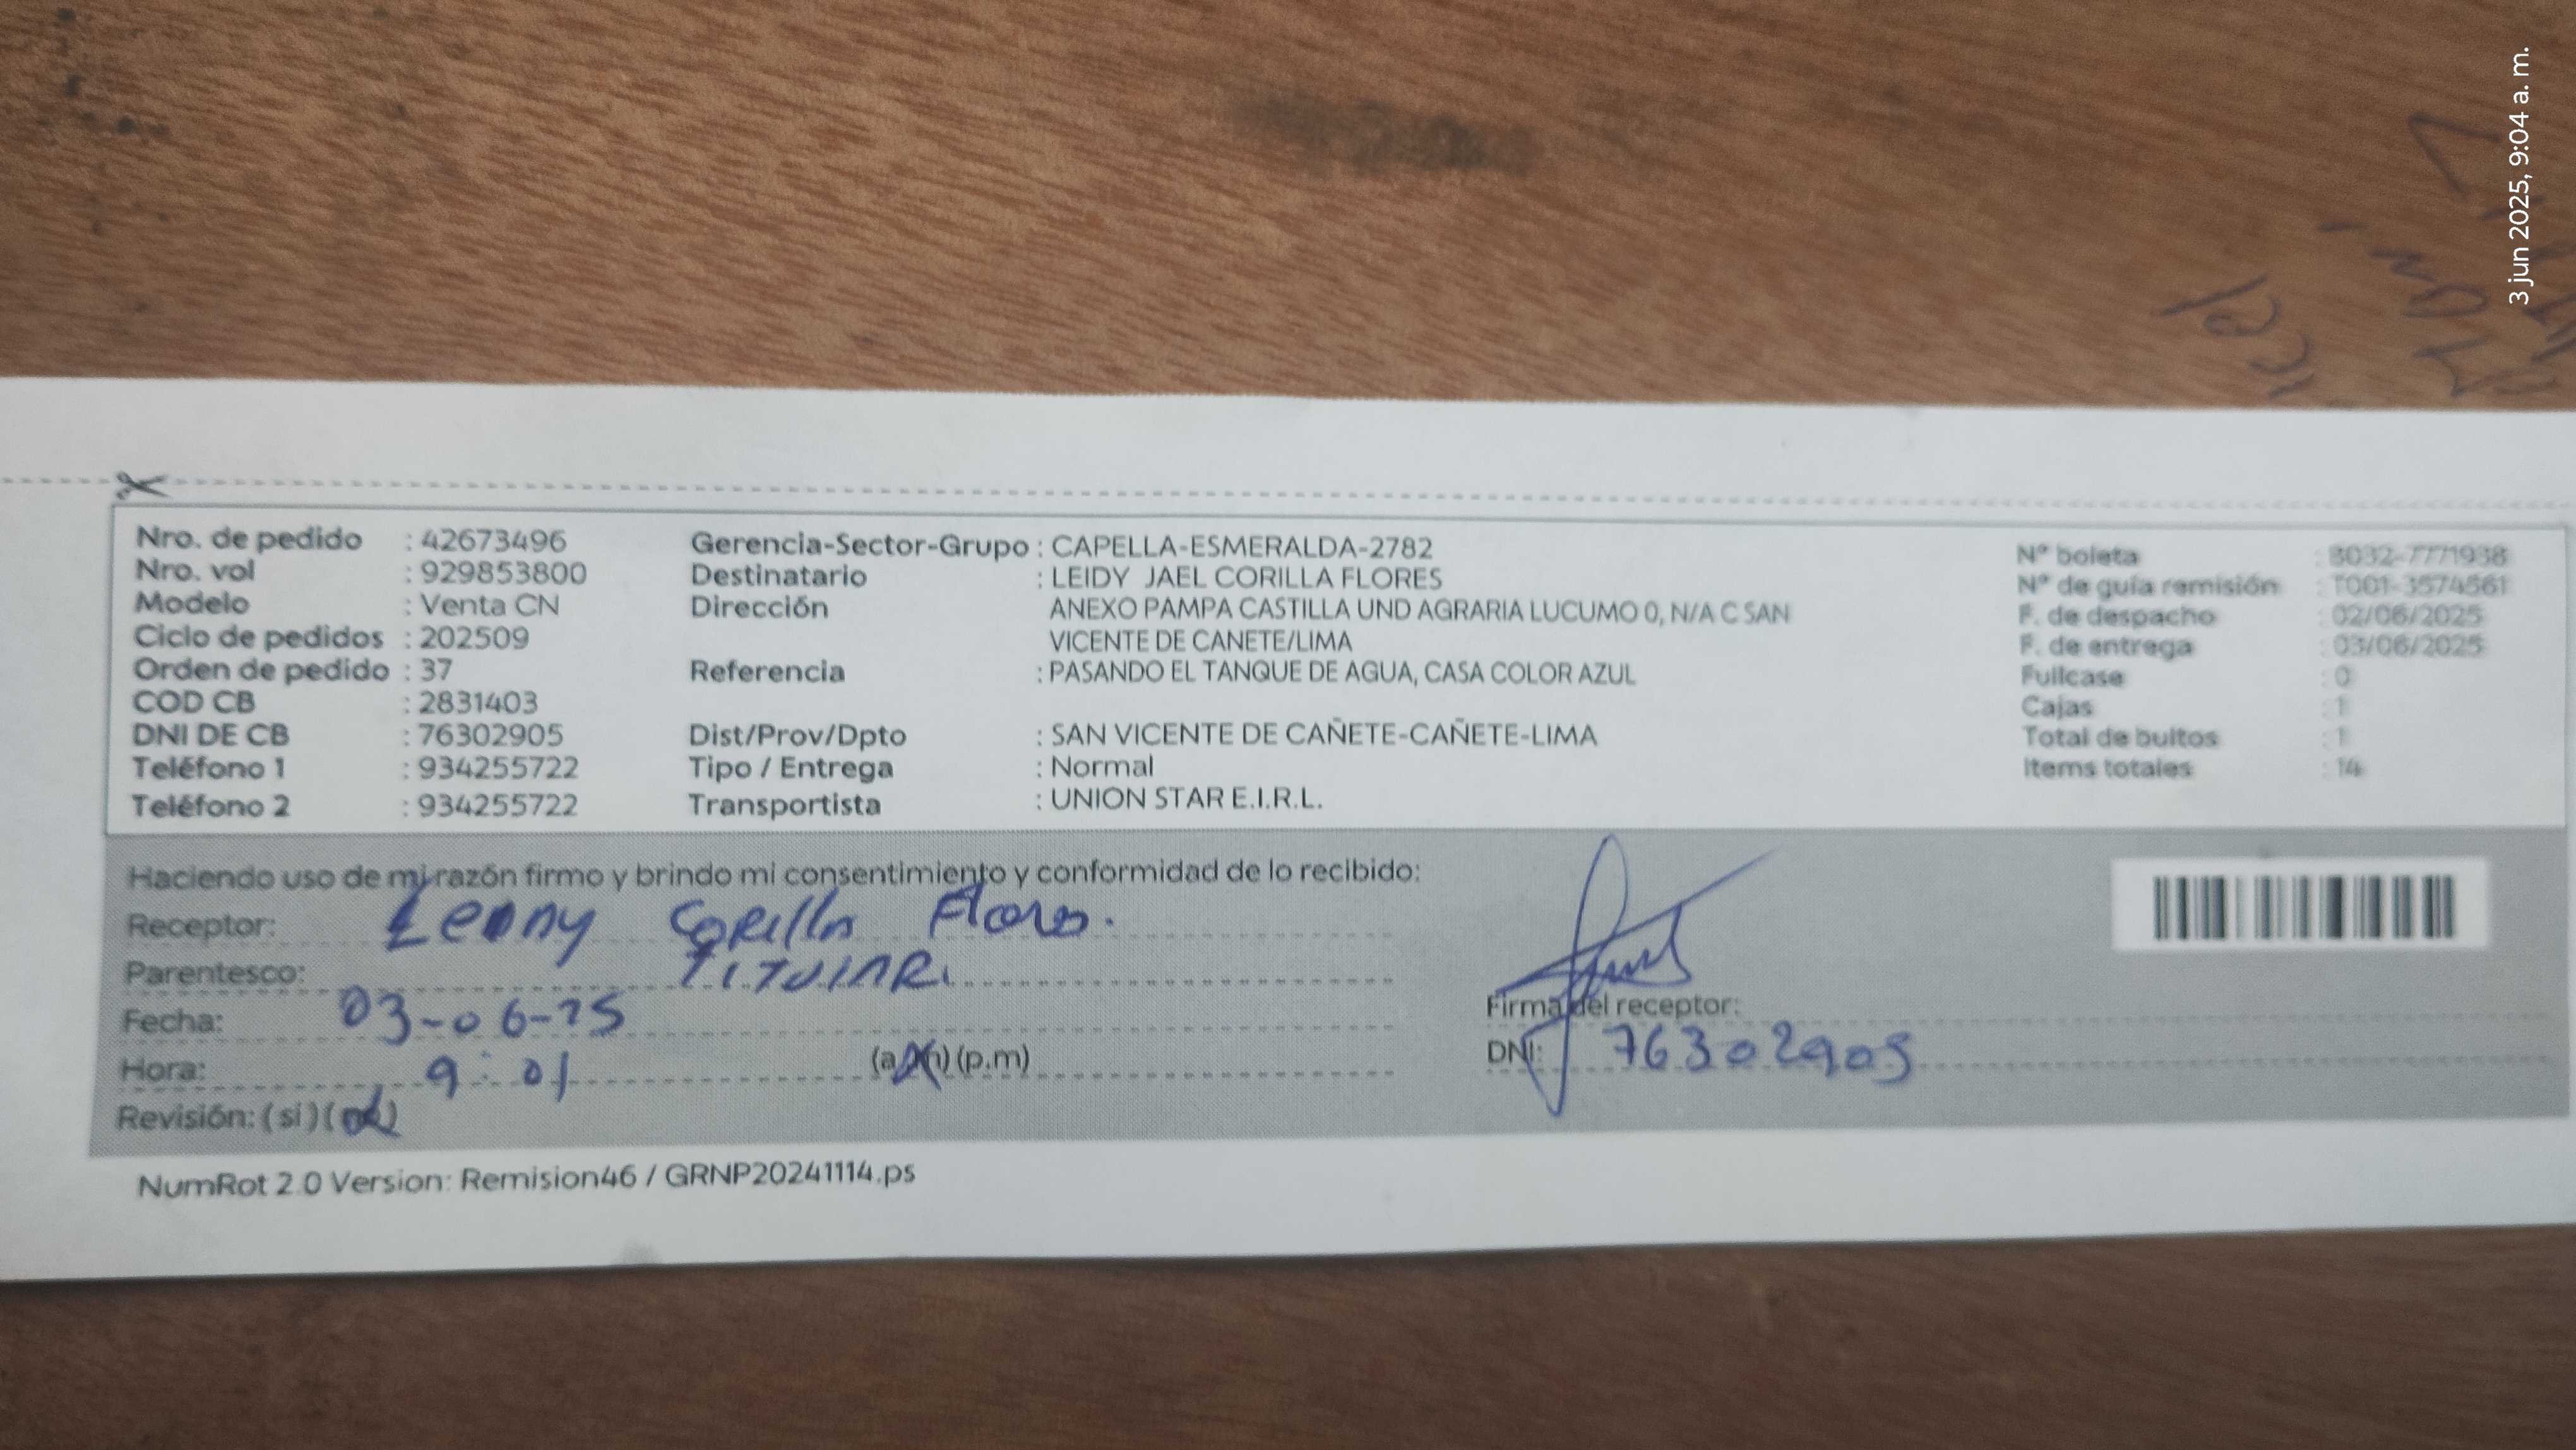 3 jun 2025, 9:04 a. m.
Nro. de pedido : 42673496
Nro. vol : 929853800
Modelo : Venta CN
Ciclo de pedidos : 202509
Orden de pedido : 37
COD CB : 2831403
DNI DE CB : 76302905
Teléfono 1 : 934255722
Teléfono 2 : 934255722
Gerencia-Sector-Grupo : CAPELLA-ESMERALDA-2782
Destinatario : LEIDY JAEL CORILLA FLORES
Dirección ANEXO PAMPA CASTILLA UND AGRARIA LUCUMO 0, N/A C SAN
VICENTE DE CANETE/LIMA
Referencia : PASANDO EL TANQUE DE AGUA, CASA COLOR AZUL
Dist/Prov/Dpto : SAN VICENTE DE CAÑETE-CAÑETE-LIMA
Tipo / Entrega : Normal
Transportista : UNION STAR E.I.R.L.
Nº boleta : B032-7771938
Nº de guía remisión : T001-3574561
F. de despacho : 02/06/2025
F. de entrega : 03/06/2025
Fullcase : 0
Cajas : 1
Total de bultos : 1
Items totales : 14
Haciendo uso de mi razón firmo y brindo mi consentimiento y conformidad de lo recibido:
Receptor: Corilla Flores.
Parentesco: TITULAR.
Fecha: 03-06-25
Hora: 9:01 (a.m) (p.m)
Revisión: (si) (no)
Firma del receptor:
DNI: 76302905
NumRot 2.0 Version: Remision46 / GRNP20241114.ps